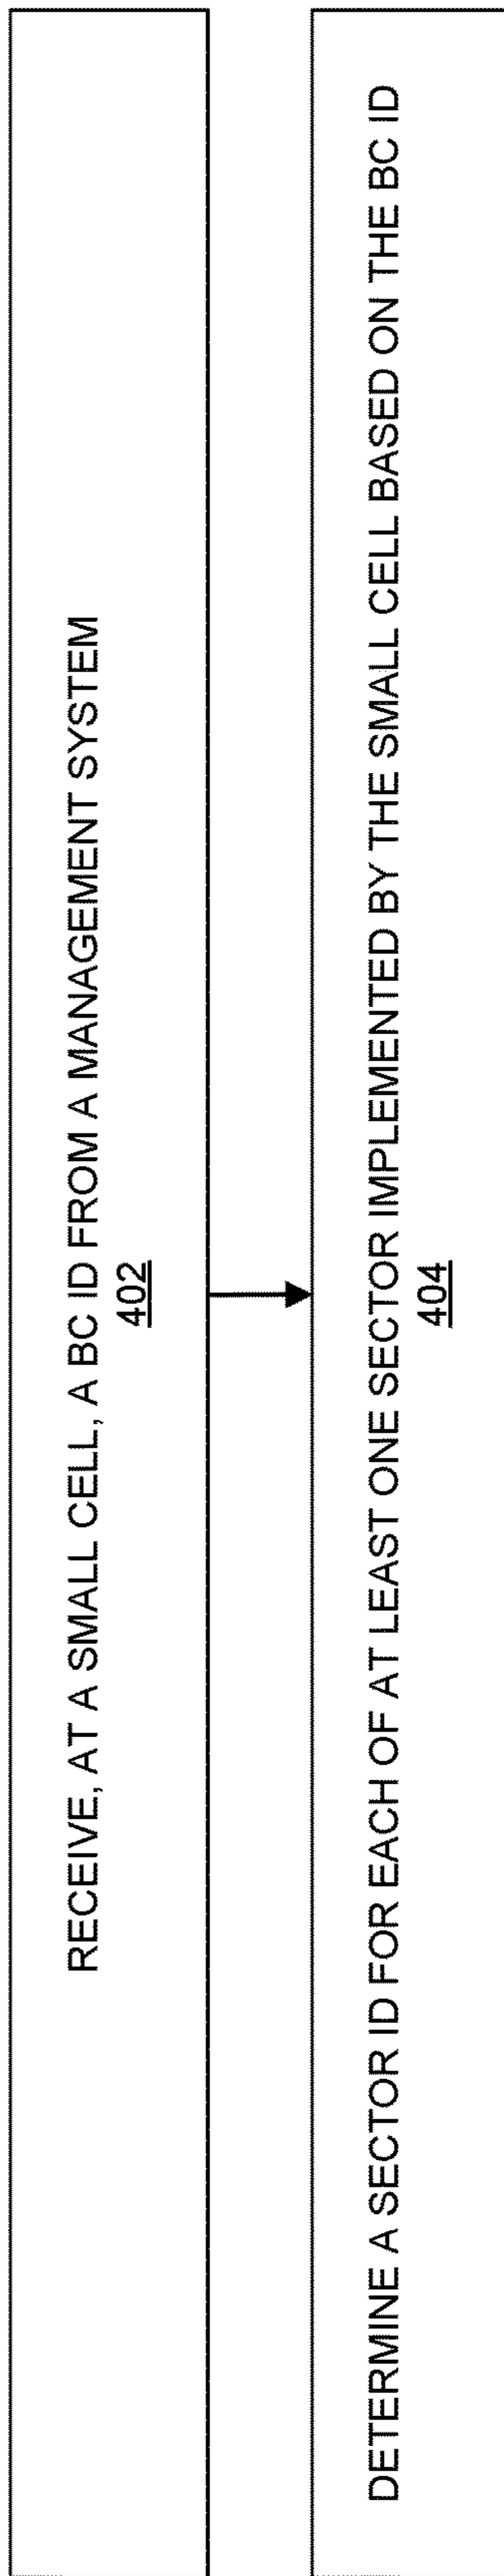 RECEIVE, AT A SMALL CELL, A BC ID FROM A MANAGEMENT SYSTEM
402
DETERMINE A SECTOR ID FOR EACH OF AT LEAST ONE SECTOR IMPLEMENTED BY THE SMALL CELL BASED ON THE BC ID
404